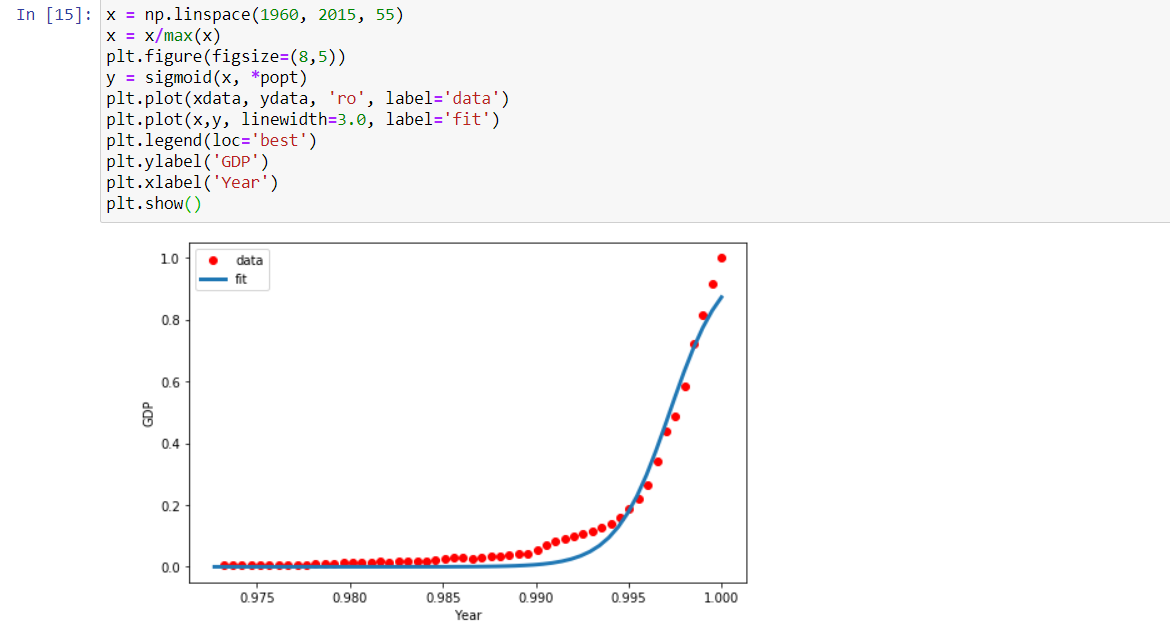 In [15]: x = np.linspace(1960, 2015, 55)
x = x/max(x)
plt.figure(figsize=(8,5))
y = sigmoid(x, *popt)
plt.plot(xdata, ydata, 'ro', label='data')
plt.plot(x,y, linewidth=3.0, label='fit')
plt.legend(loc='best')
plt.ylabel('GDP')
plt.xlabel('Year')
plt.show()
data
fit
1.0
0.8
0.6
0.4
0.2
0.0
GDP
0.975 0.980 0.985 0.990 0.995 1.000
Year